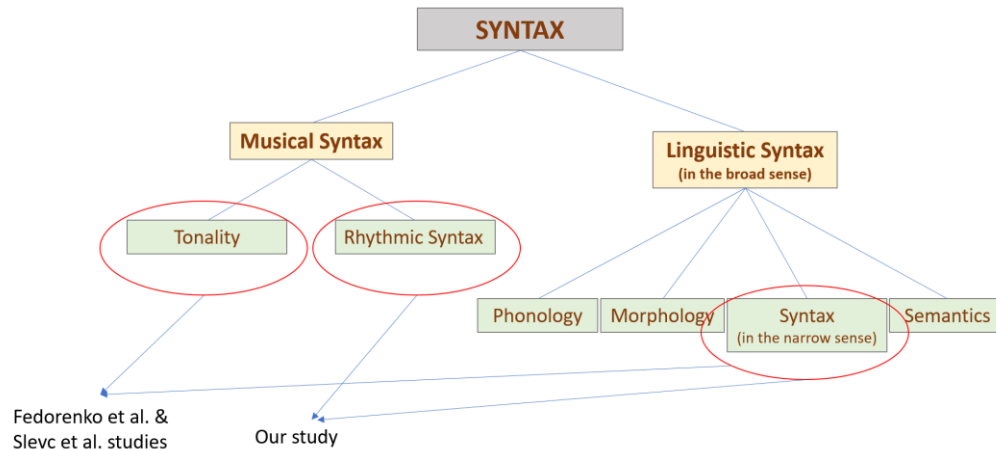 SYNTAX
Musical Syntax
Linguistic Syntax
(in the broad sense)
Tonality
Rhythmic Syntax
Phonology
Morphology
Syntax
(in the narrow sense)
Semantics
Fedorenko et al. &
Slevc et al. studies
Our study